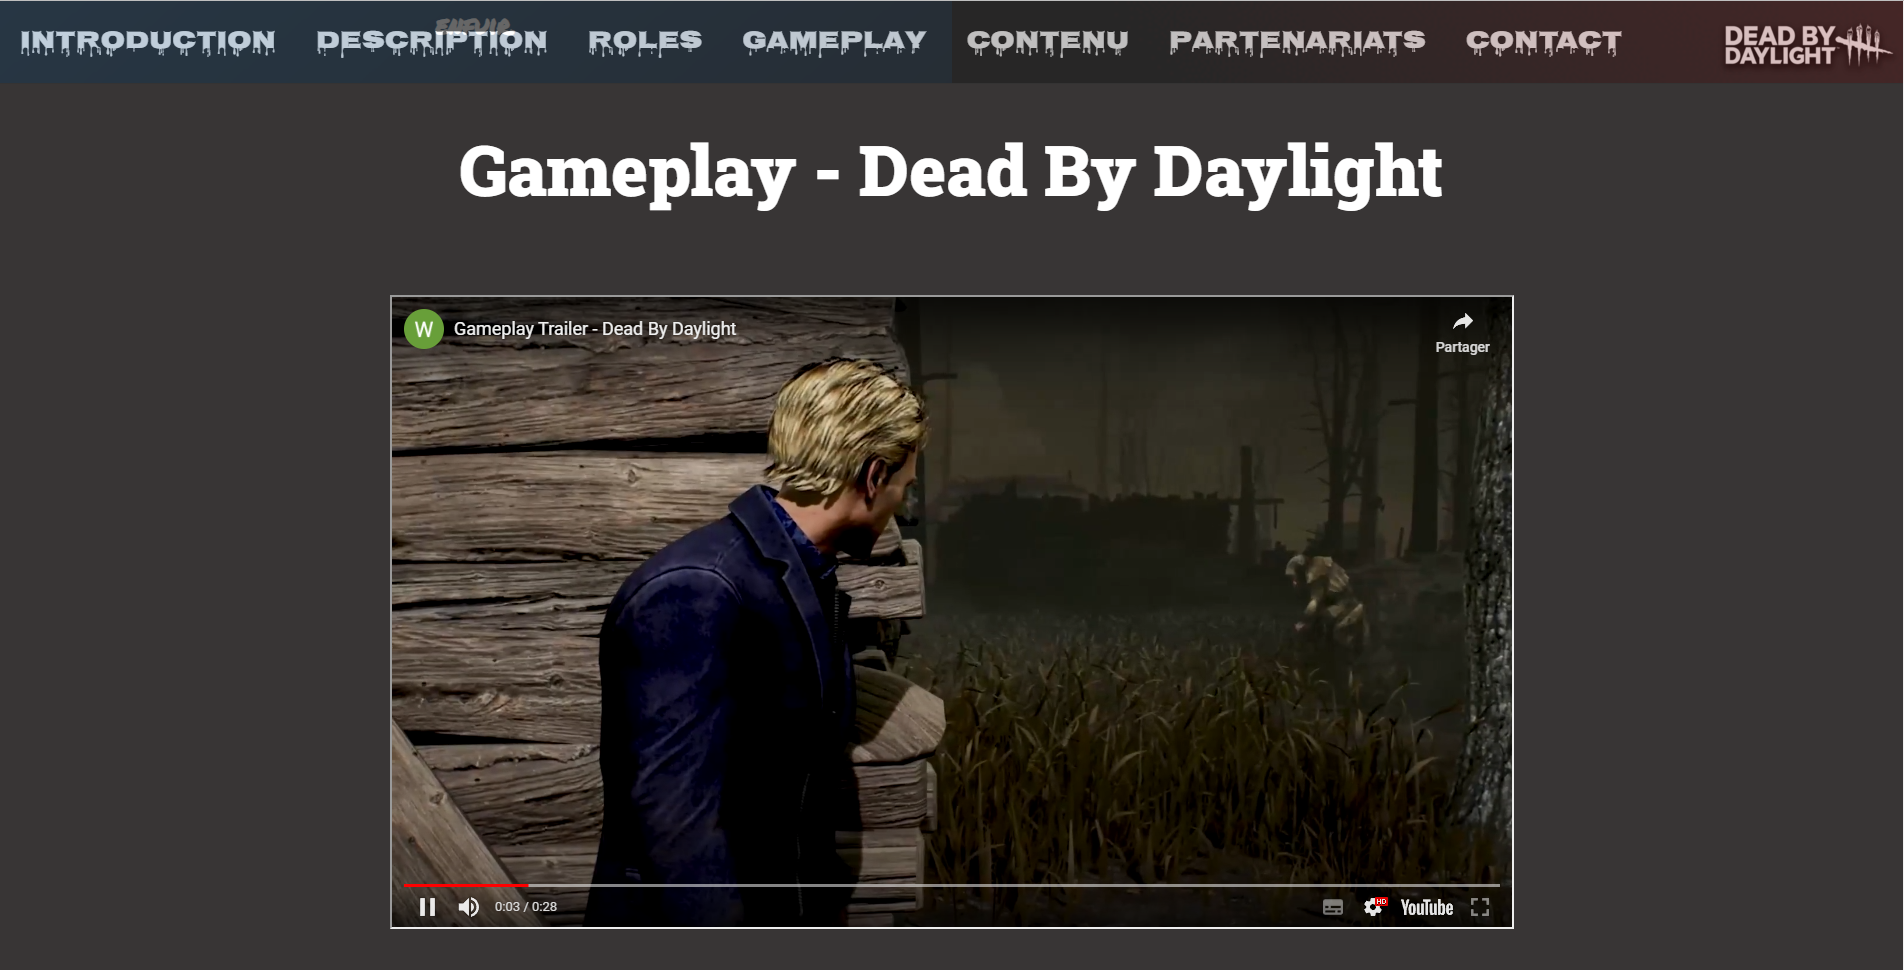 INTRODUCTION DESCRIPTION ROLES GAMEPLAY CONTENU PARTENARIATS CONTACT
DEAD BY
DAYLIGHT
Gameplay - Dead By Daylight
W Gameplay Trailer - Dead By Daylight
Partager
0:03 / 0:28
HD
YouTube